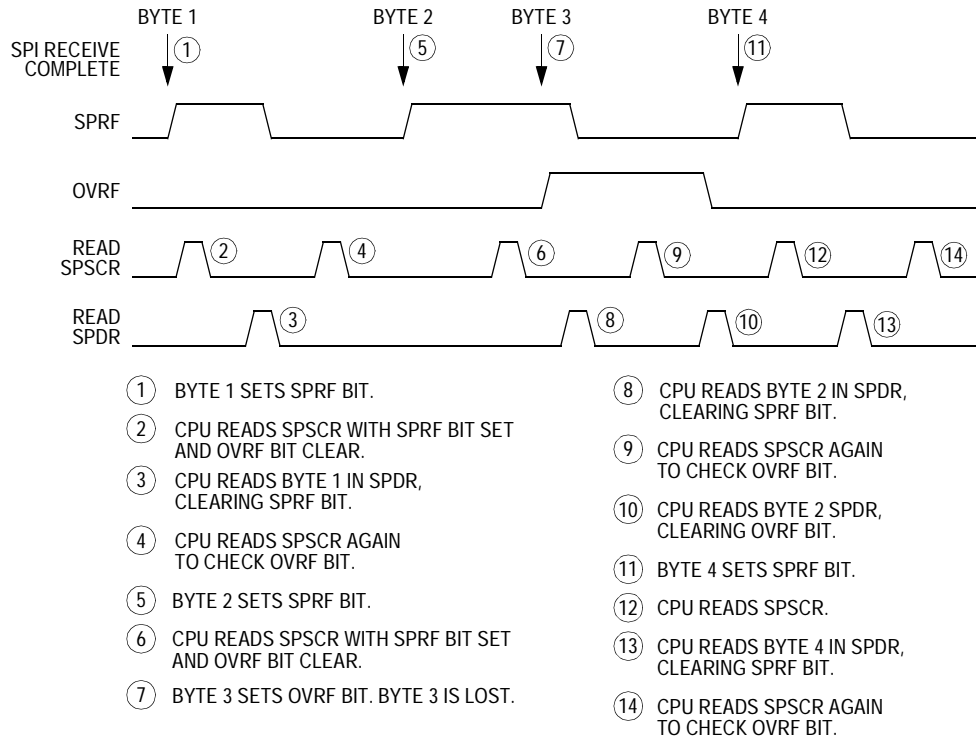 BYTE 1 BYTE 2 BYTE 3 BYTE 4
SPI RECEIVE
COMPLETE
1 5 7 11
SPRF
OVRF
READ
SPSCR
2 4 6 9 12 14
READ
SPDR
3 8 10 13
1 BYTE 1 SETS SPRF BIT.
2 CPU READS SPSCR WITH SPRF BIT SET
AND OVRF BIT CLEAR.
3 CPU READS BYTE 1 IN SPDR,
CLEARING SPRF BIT.
4 CPU READS SPSCR AGAIN
TO CHECK OVRF BIT.
5 BYTE 2 SETS SPRF BIT.
6 CPU READS SPSCR WITH SPRF BIT SET
AND OVRF BIT CLEAR.
7 BYTE 3 SETS OVRF BIT. BYTE 3 IS LOST.
8 CPU READS BYTE 2 IN SPDR,
CLEARING SPRF BIT.
9 CPU READS SPSCR AGAIN
TO CHECK OVRF BIT.
10 CPU READS BYTE 2 SPDR,
CLEARING OVRF BIT.
11 BYTE 4 SETS SPRF BIT.
12 CPU READS SPSCR.
13 CPU READS BYTE 4 IN SPDR,
CLEARING SPRF BIT.
14 CPU READS SPSCR AGAIN
TO CHECK OVRF BIT.